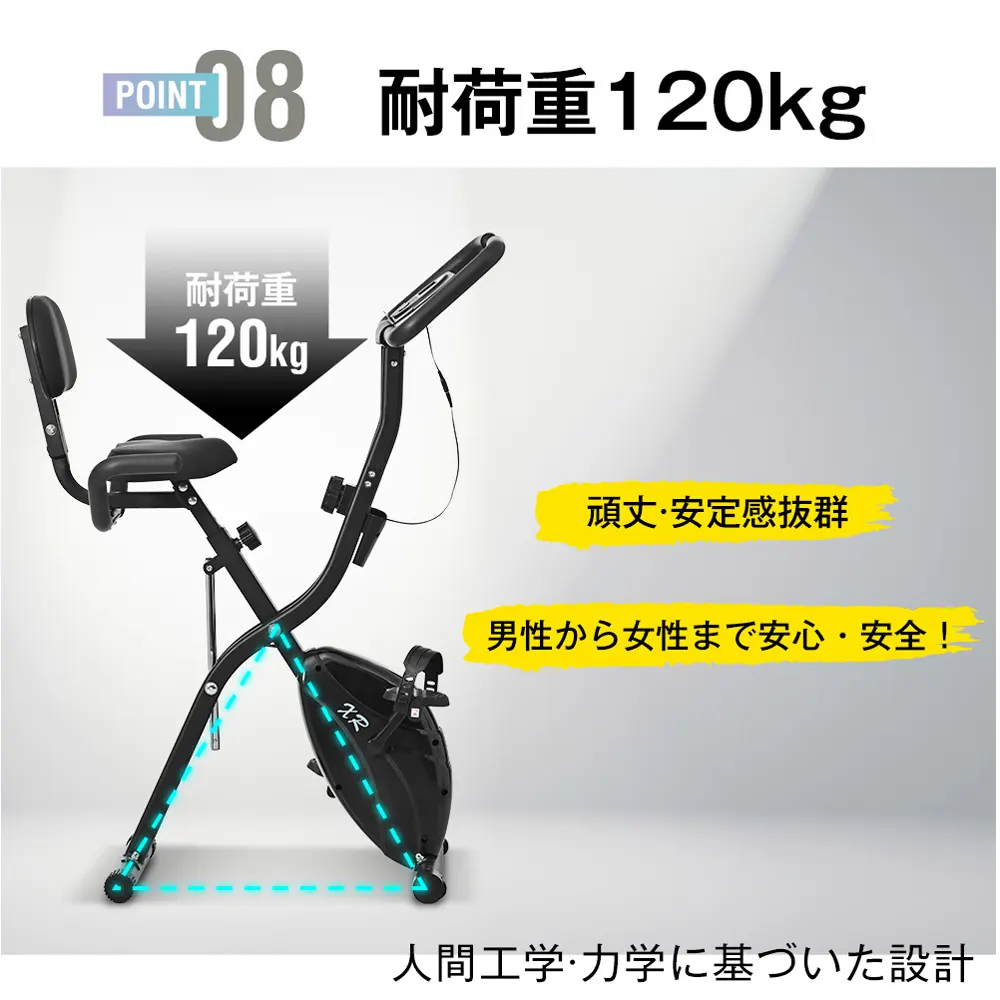 POINT 08
耐荷重120kg
耐荷重
120kg
頑丈·安定感抜群
男性から女性まで安心・安全！
XR
人間工学·力学に基づいた設計